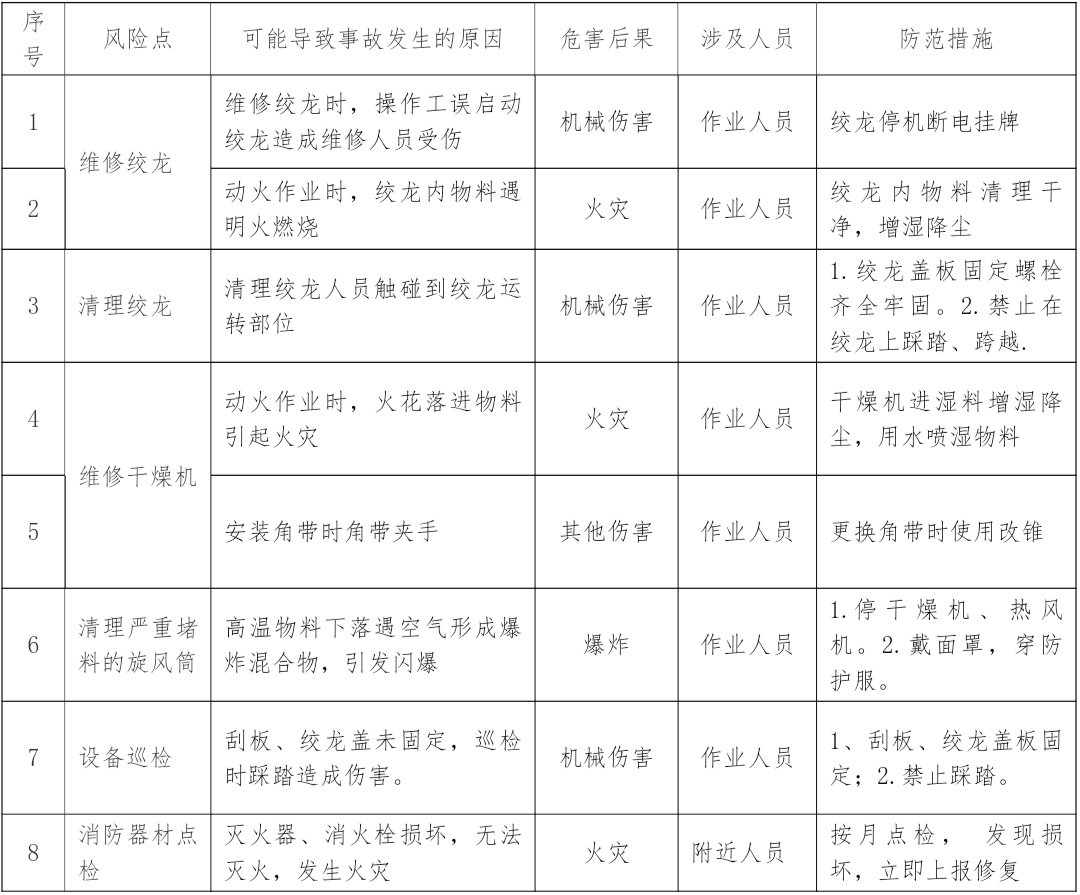 序号
风险点
可能导致事故发生的原因
危害后果
涉及人员
防范措施
1
维修绞龙
维修绞龙时，操作工误启动
绞龙造成维修人员受伤
机械伤害
作业人员
绞龙停机断电挂牌
2
动火作业时，绞龙内物料遇
明火燃烧
火灾
作业人员
绞龙内物料清理干
净，增湿降尘
3
清理绞龙
清理绞龙人员触碰到绞龙运
转部位
机械伤害
作业人员
1.绞龙盖板固定螺栓
齐全牢固。2.禁止在
绞龙上踩踏、跨越.
4
维修干燥机
动火作业时，火花落进物料
引起火灾
火灾
作业人员
干燥机进湿料增湿降
尘，用水喷湿物料
5
安装角带时角带夹手
其他伤害
作业人员
更换角带时使用改锥
6
清理严重堵
料的旋风筒
高温物料下落遇空气形成爆
炸混合物，引发闪爆
爆炸
作业人员
1.停干燥机、热风
机。2.戴面罩，穿防
护服。
7
设备巡检
刮板、绞龙盖未固定，巡检
时踩踏造成伤害。
机械伤害
作业人员
1、刮板、绞龙盖板固
定；2.禁止踩踏。
8
消防器材点
检
灭火器、消火栓损坏，无法
灭火，发生火灾
火灾
附近人员
按月点检， 发现损
坏，立即上报修复